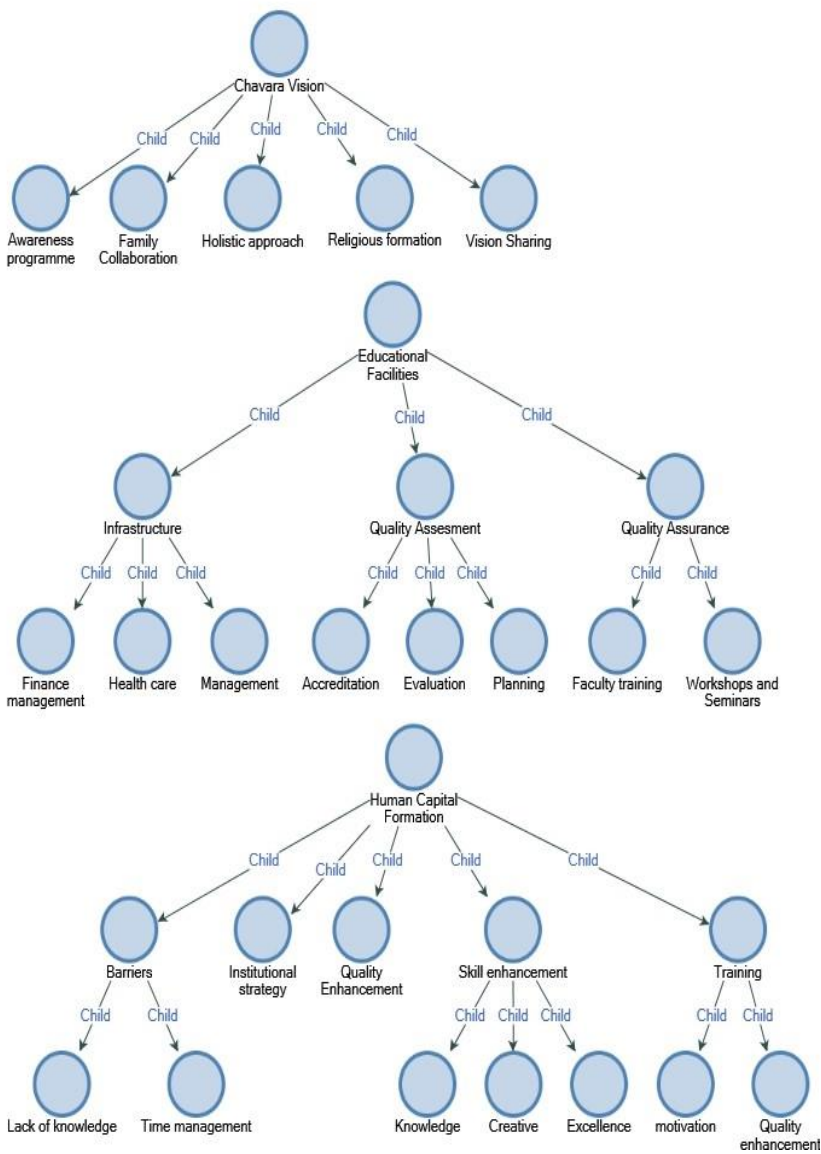 Chavara Vision
Child Child Child Child Child
Awareness
programme
Family
Collaboration
Holistic approach
Religious formation
Vision Sharing
Educational
Facilities
Child Child Child
Infrastructure
Quality Assesment
Quality Assurance
Child Child Child Child Child Child Child Child
Finance
management
Health care
Management
Accreditation
Evaluation
Planning
Faculty training
Workshops and
Seminars
Human Capital
Formation
Child Child Child Child Child
Barriers
Institutional
strategy
Quality
Enhancement
Skill enhancement
Training
Child Child Child Child Child Child Child
Lack of knowledge
Time management
Knowledge
Creative
Excellence
motivation
Quality
enhancement